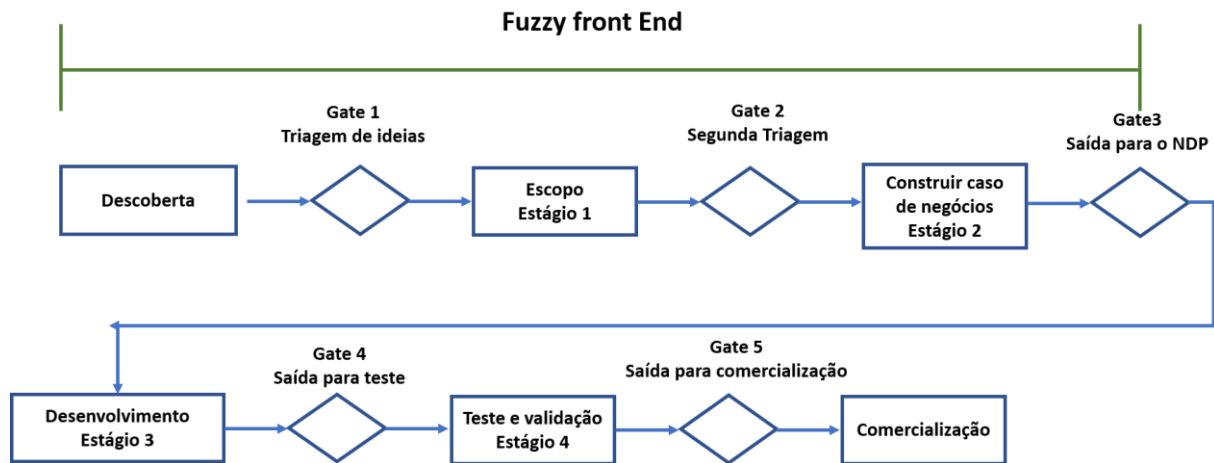 Fuzzy front End
Gate 1
Triagem de ideias
Gate 2
Segunda Triagem
Gate3
Saída para o NDP
Descoberta
Escopo
Estágio 1
Construir caso
de negócios
Estágio 2
Gate 4
Saída para teste
Gate 5
Saída para comercialização
Desenvolvimento
Estágio 3
Teste e validação
Estágio 4
Comercialização